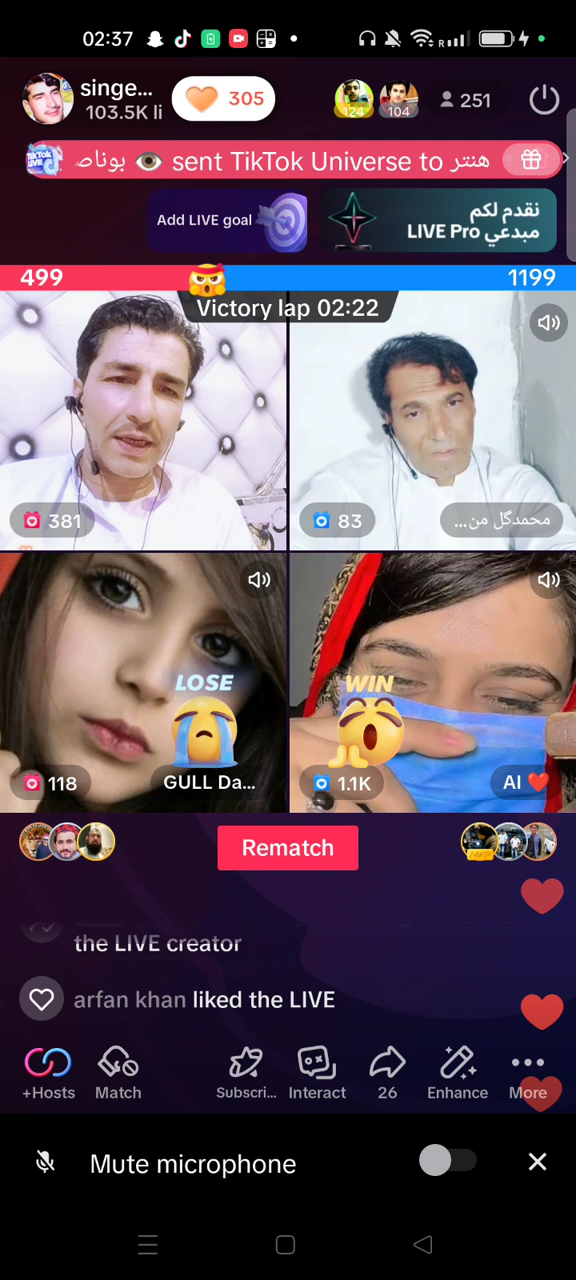 02:37
R
singe...
305
103.5K li
124
104
251
هنتر sent TikTok Universe to 👁 بوناص
TikTok LIVE
Add LIVE goal
نقدم لكم
مبدعي LIVE Pro
499
1199
Victory lap 02:22
381
83
محمدگل من...
LOSE
WIN
118
GULL Da...
1.1K
AI ❤️
Rematch
the LIVE creator
arfan khan liked the LIVE
+Hosts
Match
Subscri...
Interact
26
Enhance
More
Mute microphone